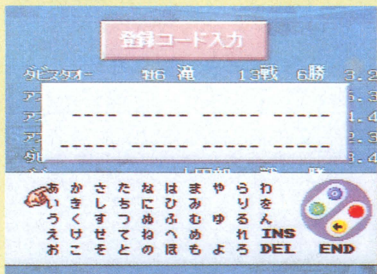 登録コード入力
ダビスタオー 牡6 滝 13戦 6勝 3.2
---- ----- ----- -----
---- ----- ----- -----
あ か さ た な は ま や ら わ
い き し ち に ひ み り を
う く す つ ぬ ふ む ゆ る ん
え け せ て ね へ め れ INS
お こ そ と の ほ も よ ろ DEL END